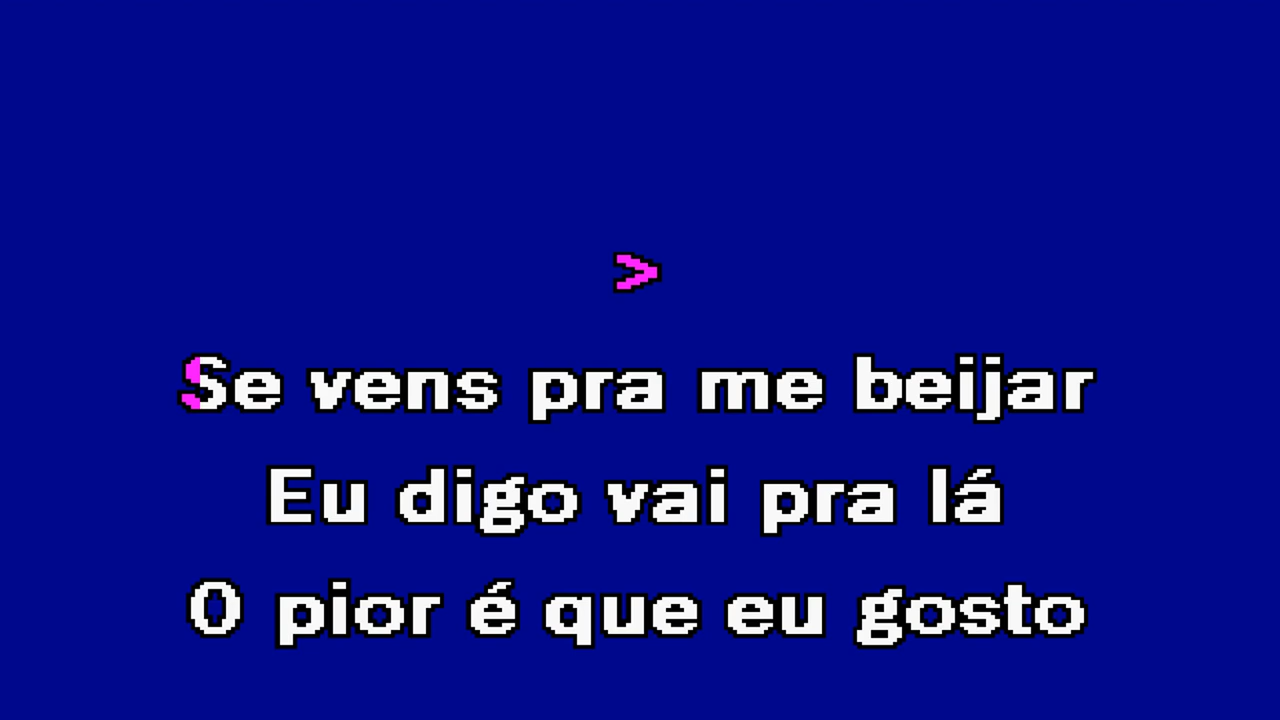 >
Se vens pra me beijar
Eu digo vai pra lá
O pior é que eu gosto